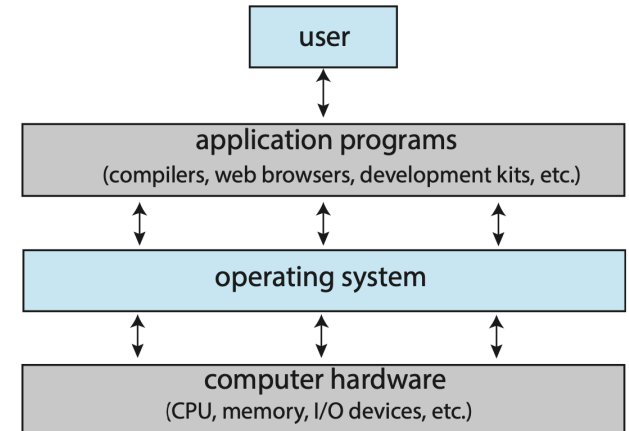 user
application programs
(compilers, web browsers, development kits, etc.)
operating system
computer hardware
(CPU, memory, I/O devices, etc.)